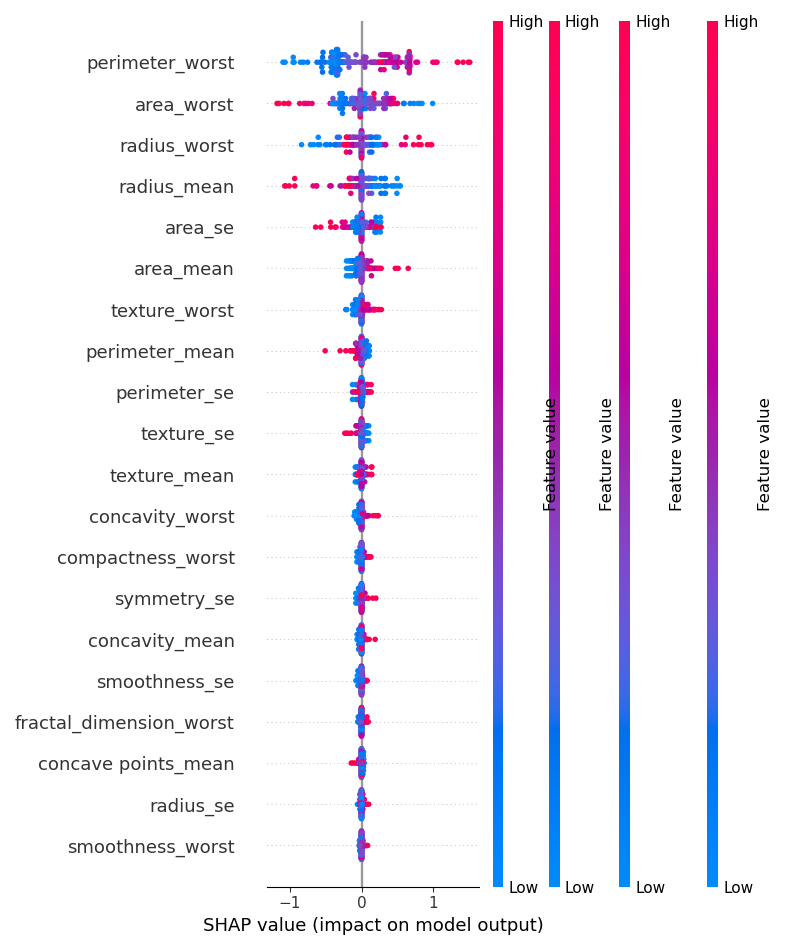 High High High High
perimeter_worst
area_worst
radius_worst
radius_mean
area_se
area_mean
texture_worst
perimeter_mean
perimeter_se
texture_se
texture_mean
concavity_worst
compactness_worst
symmetry_se
concavity_mean
smoothness_se
fractal_dimension_worst
concave points_mean
radius_se
smoothness_worst
Feature value
Feature value
Feature value
Feature value
Low Low Low Low
−1 0 1
SHAP value (impact on model output)